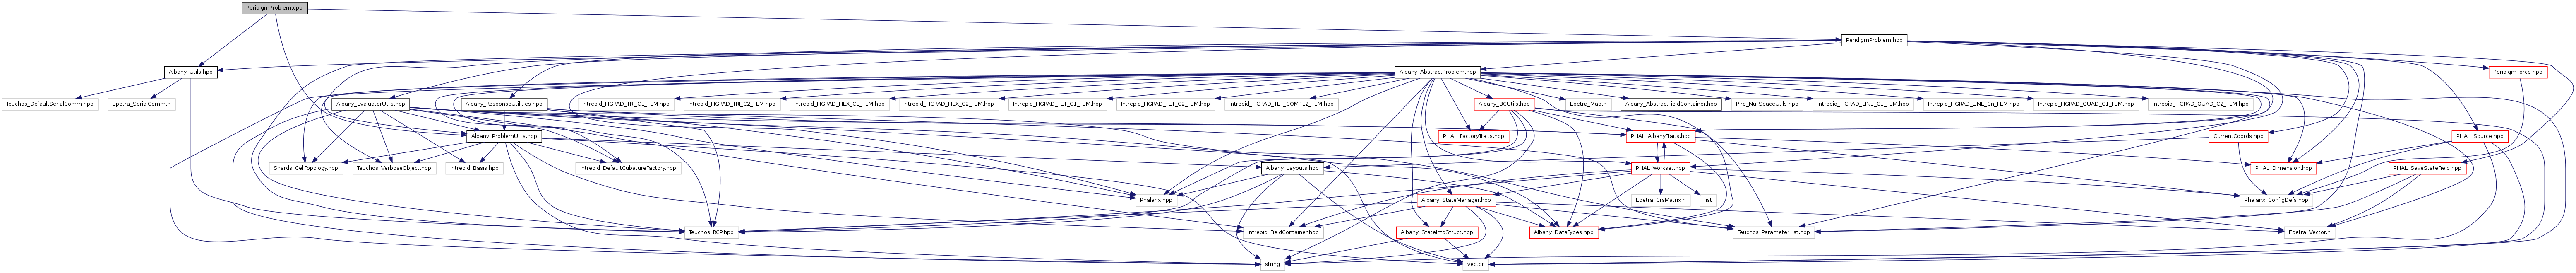 PeridigmProblem.cpp
PeridigmProblem.hpp
Albany_Utils.hpp
Albany_AbstractProblem.hpp
PeridigmForce.hpp
Teuchos_DefaultSerialComm.hpp
Epetra_SerialComm.h
Albany_EvaluatorUtils.hpp
Albany_ResponseUtilities.hpp
Intrepid_HGRAD_TRI_C1_FEM.hpp
Intrepid_HGRAD_TRI_C2_FEM.hpp
Intrepid_HGRAD_HEX_C1_FEM.hpp
Intrepid_HGRAD_HEX_C2_FEM.hpp
Intrepid_HGRAD_TET_C1_FEM.hpp
Intrepid_HGRAD_TET_C2_FEM.hpp
Intrepid_HGRAD_TET_COMP12_FEM.hpp
Albany_BCUtils.hpp
Epetra_Map.h
Albany_AbstractFieldContainer.hpp
Piro_NullSpaceUtils.hpp
Intrepid_HGRAD_LINE_C1_FEM.hpp
Intrepid_HGRAD_LINE_Cn_FEM.hpp
Intrepid_HGRAD_QUAD_C1_FEM.hpp
Intrepid_HGRAD_QUAD_C2_FEM.hpp
Albany_ProblemUtils.hpp
PHAL_FactoryTraits.hpp
PHAL_AlbanyTraits.hpp
CurrentCoords.hpp
PHAL_Source.hpp
Shards_CellTopology.hpp
Teuchos_VerboseObject.hpp
Intrepid_Basis.hpp
Intrepid_DefaultCubatureFactory.hpp
Albany_Layouts.hpp
PHAL_Workset.hpp
PHAL_Dimension.hpp
PHAL_SaveStateField.hpp
Phalanx.hpp
Albany_StateManager.hpp
Epetra_CrsMatrix.h
list
Phalanx_ConfigDefs.hpp
Teuchos_RCP.hpp
Intrepid_FieldContainer.hpp
Albany_StateInfoStruct.hpp
Albany_DataTypes.hpp
Teuchos_ParameterList.hpp
Epetra_Vector.h
string
vector